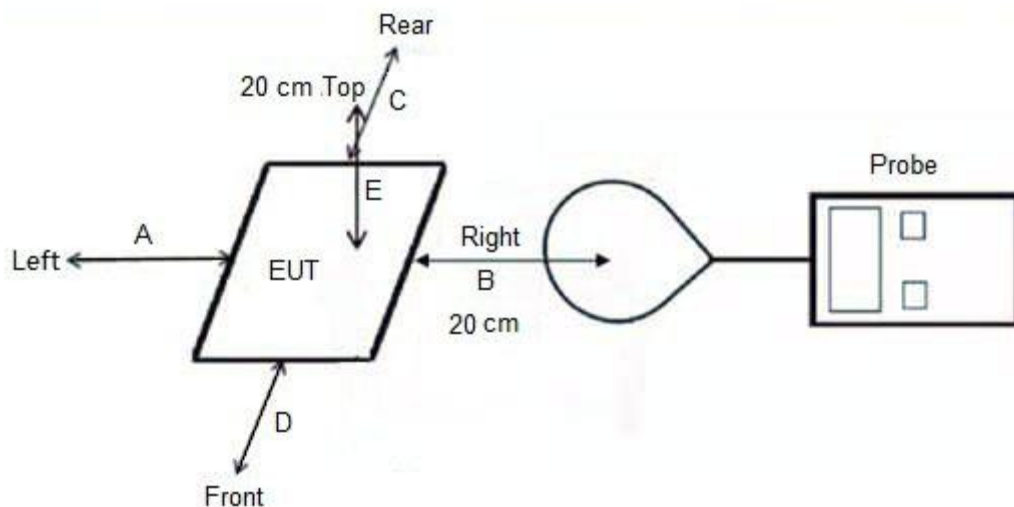 Rear
20 cm .Top
C
E
Probe
A
Right
Left
EUT
B
20 cm
D
Front